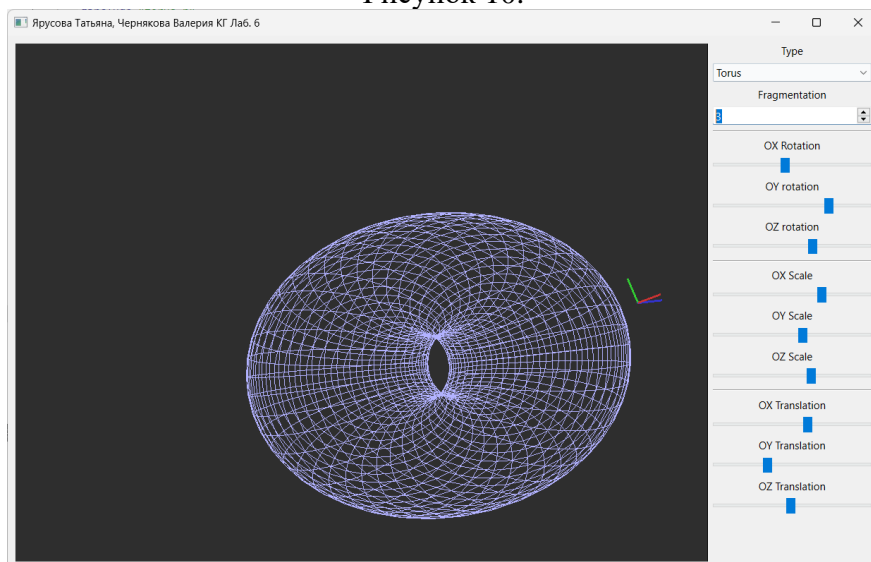 Ярусова Татьяна, Чернякова Валерия КГ Лаб. 6
Type
Torus
Fragmentation
3
OX Rotation
OY rotation
OZ rotation
OX Scale
OY Scale
OZ Scale
OX Translation
OY Translation
OZ Translation